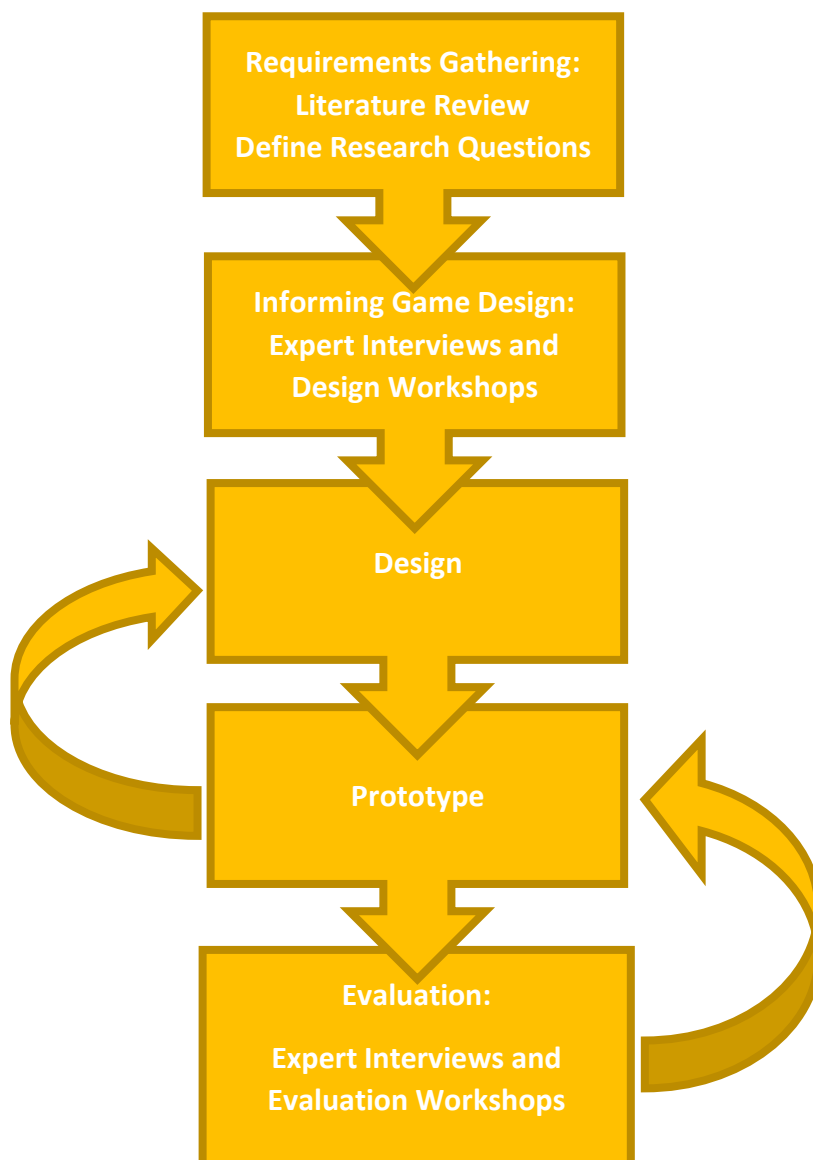 Requirements Gathering:
Literature Review
Define Research Questions
Informing Game Design:
Expert Interviews and
Design Workshops
Design
Prototype
Evaluation:
Expert Interviews and
Evaluation Workshops